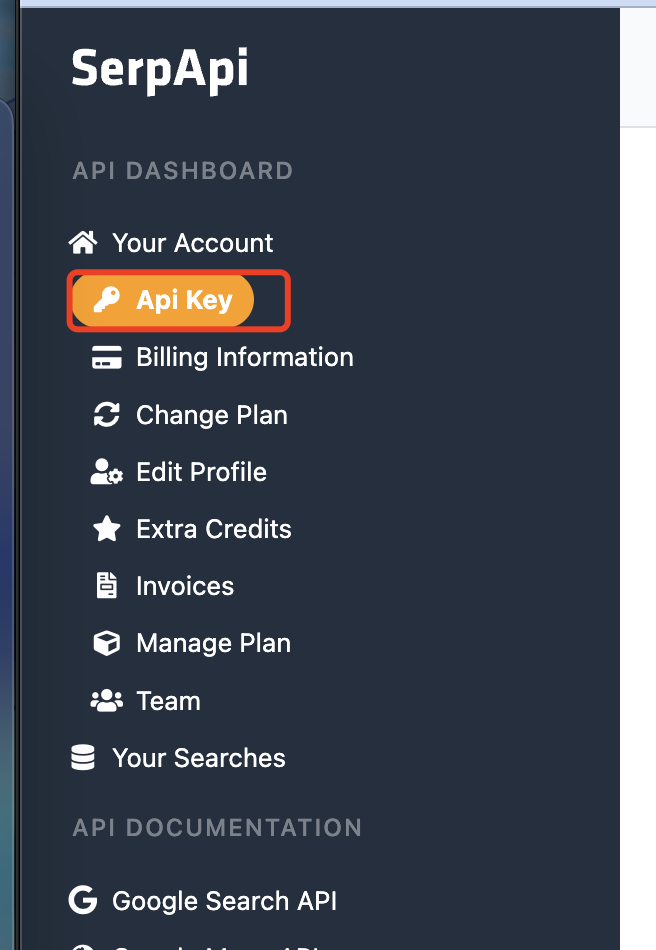 SerpApi
API DASHBOARD
Your Account
Api Key
Billing Information
Change Plan
Edit Profile
Extra Credits
Invoices
Manage Plan
Team
Your Searches
API DOCUMENTATION
Google Search API